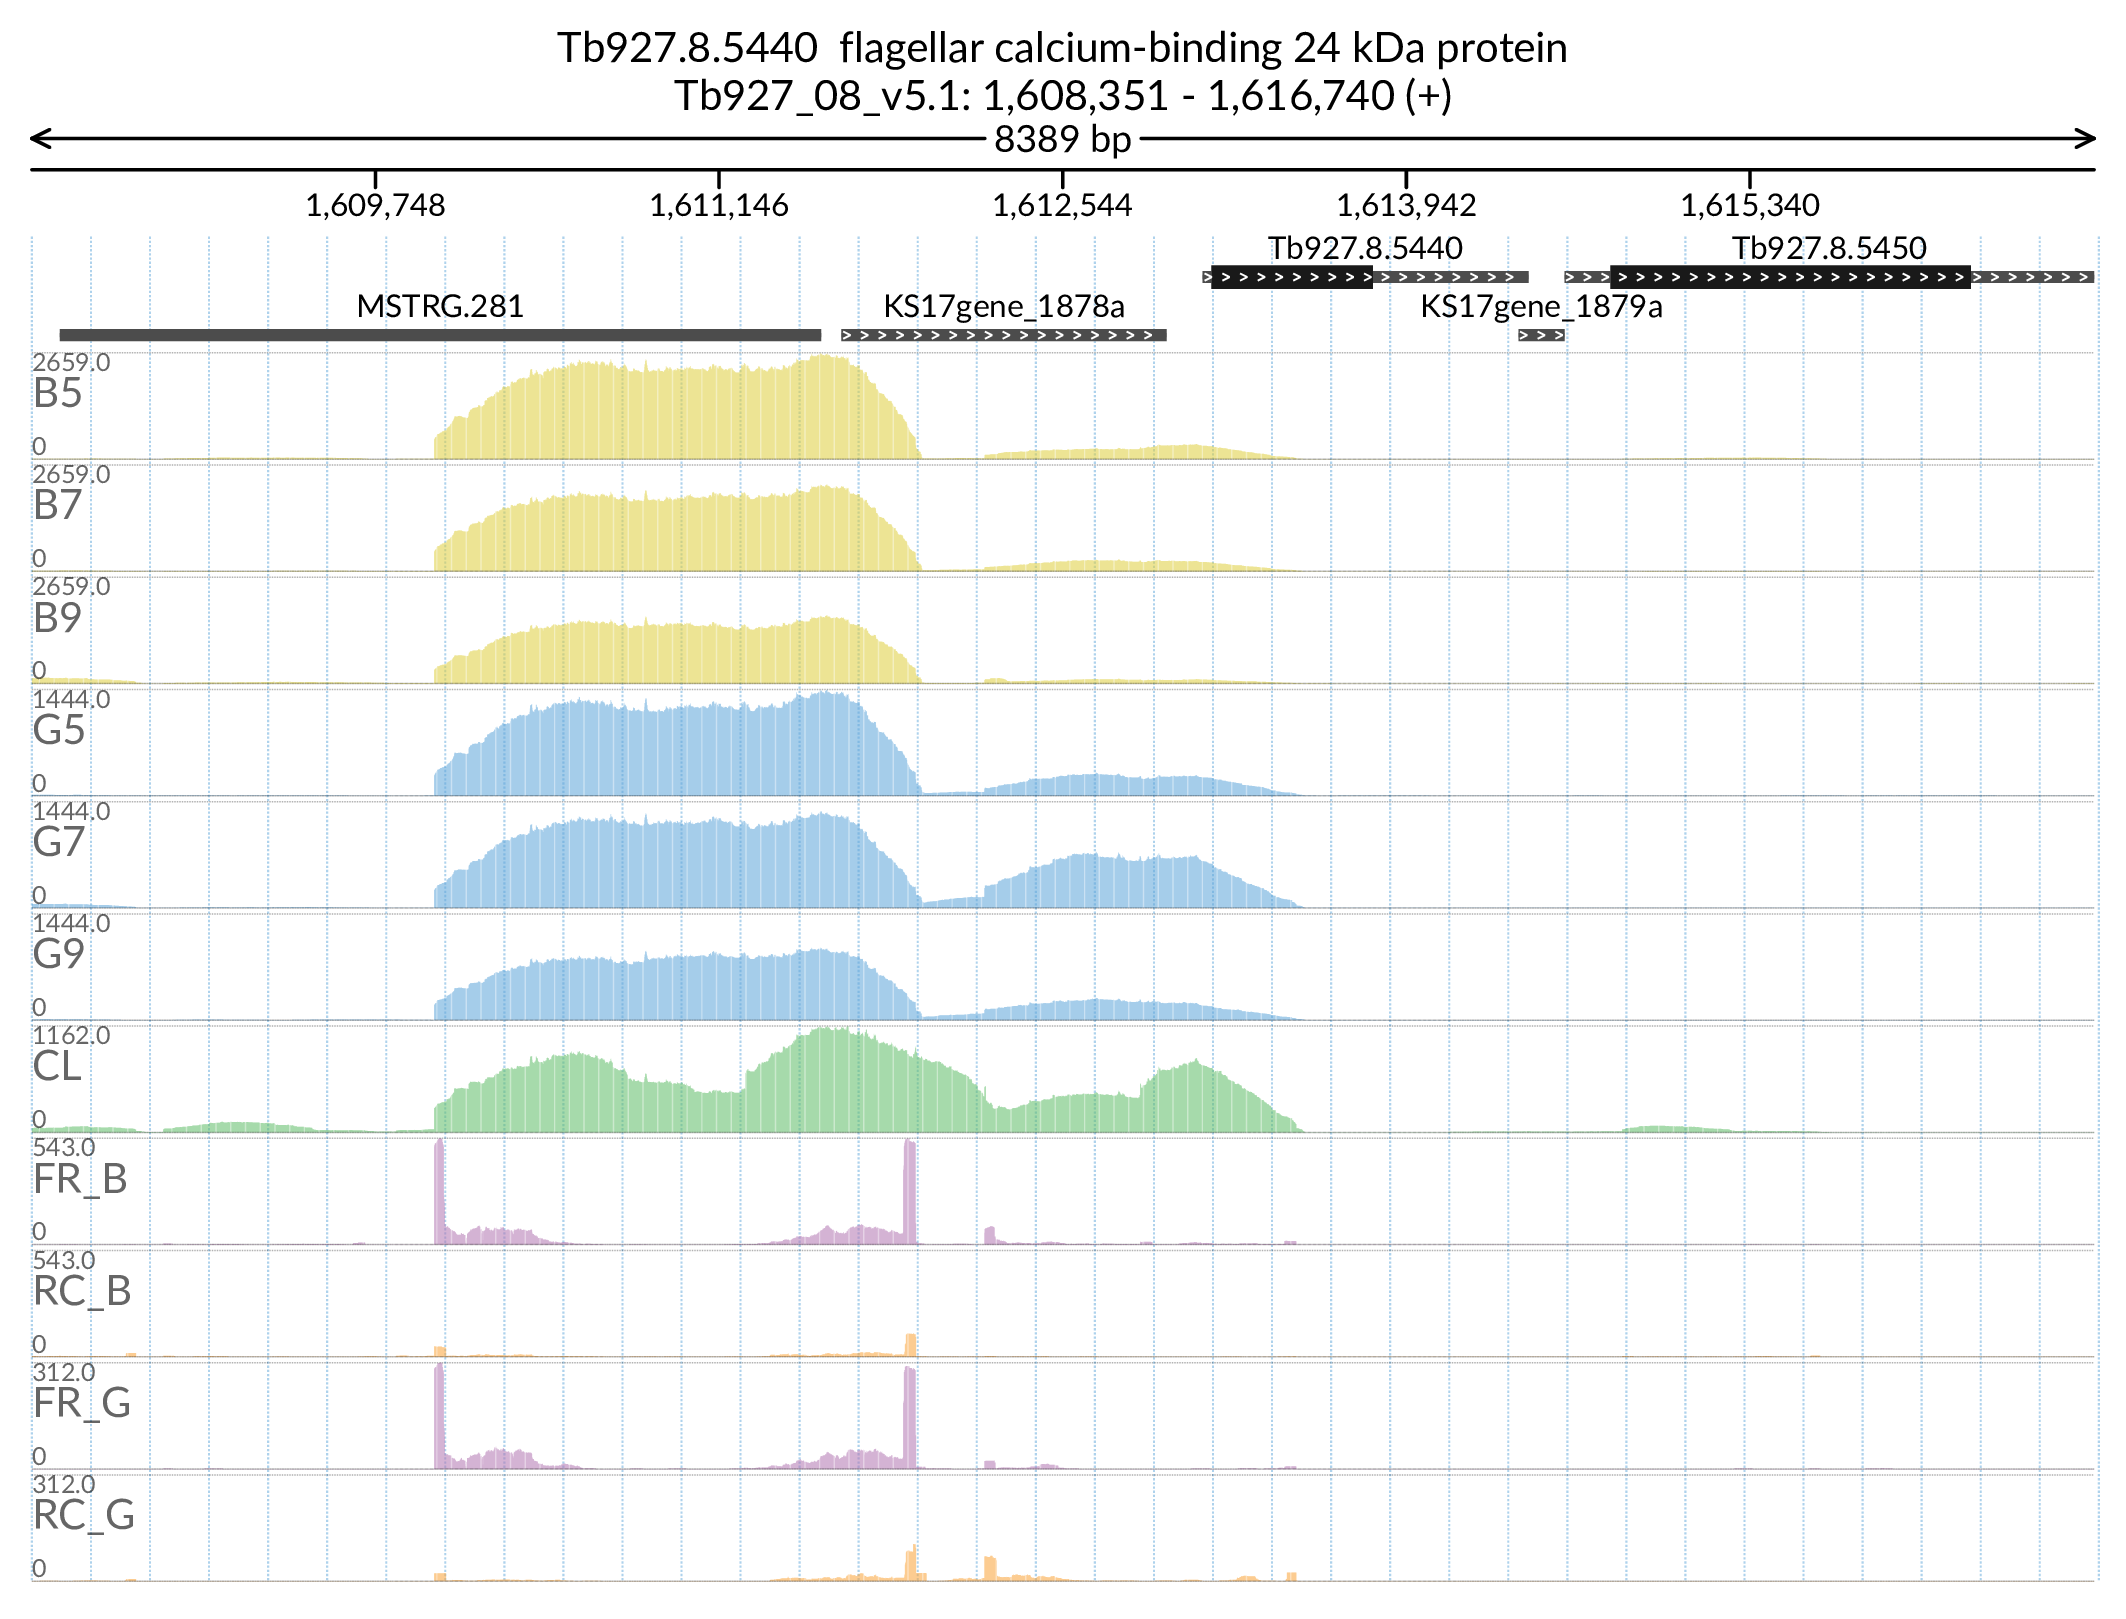 Tb927.8.5440  flagellar calcium-binding 24 kDa protein
Tb927_08_v5.1: 1,608,351 - 1,616,740 (+)
8389 bp
1,609,748 1,611,146 1,612,544 1,613,942 1,615,340
Tb927.8.5440 Tb927.8.5450
MSTRG.281 KS17gene_1878a KS17gene_1879a
2659.0
B5
0
2659.0
B7
0
2659.0
B9
0
1444.0
G5
0
1444.0
G7
0
1444.0
G9
0
1162.0
CL
0
543.0
FR_B
0
543.0
RC_B
0
312.0
FR_G
0
312.0
RC_G
0